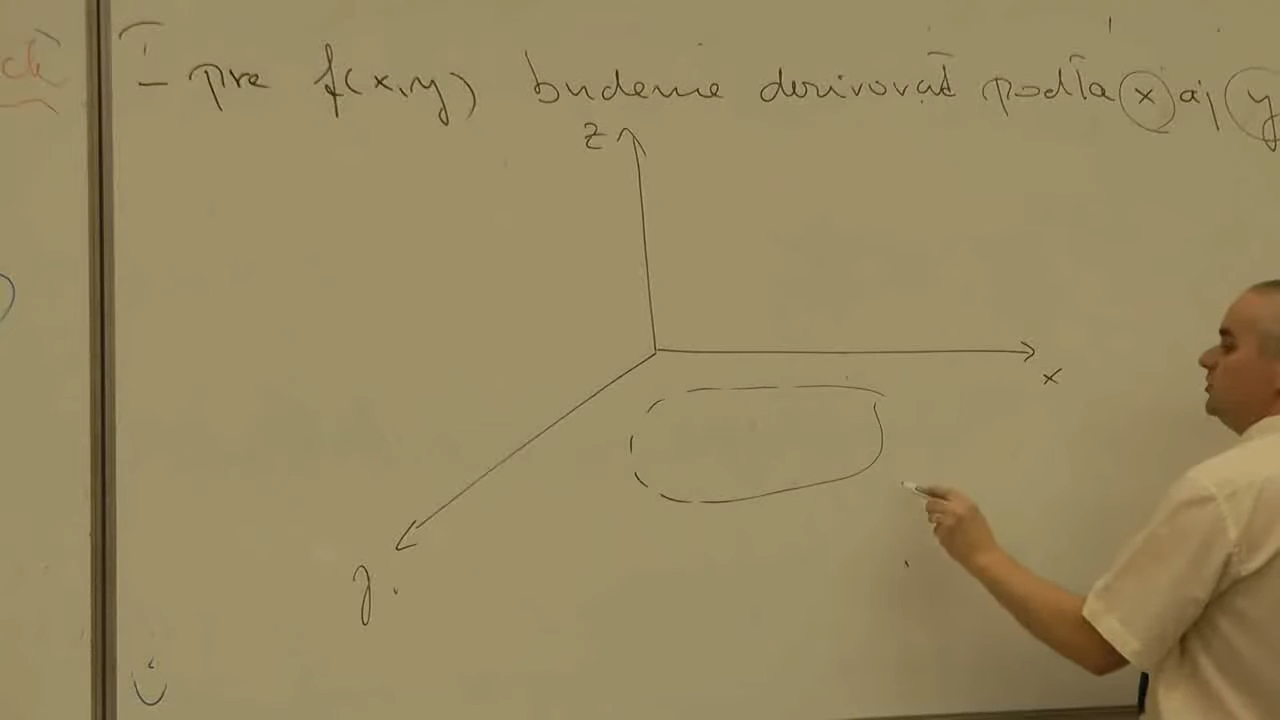 - pre f(x,y) budeme derivovať podľa x aj y
z
x
y